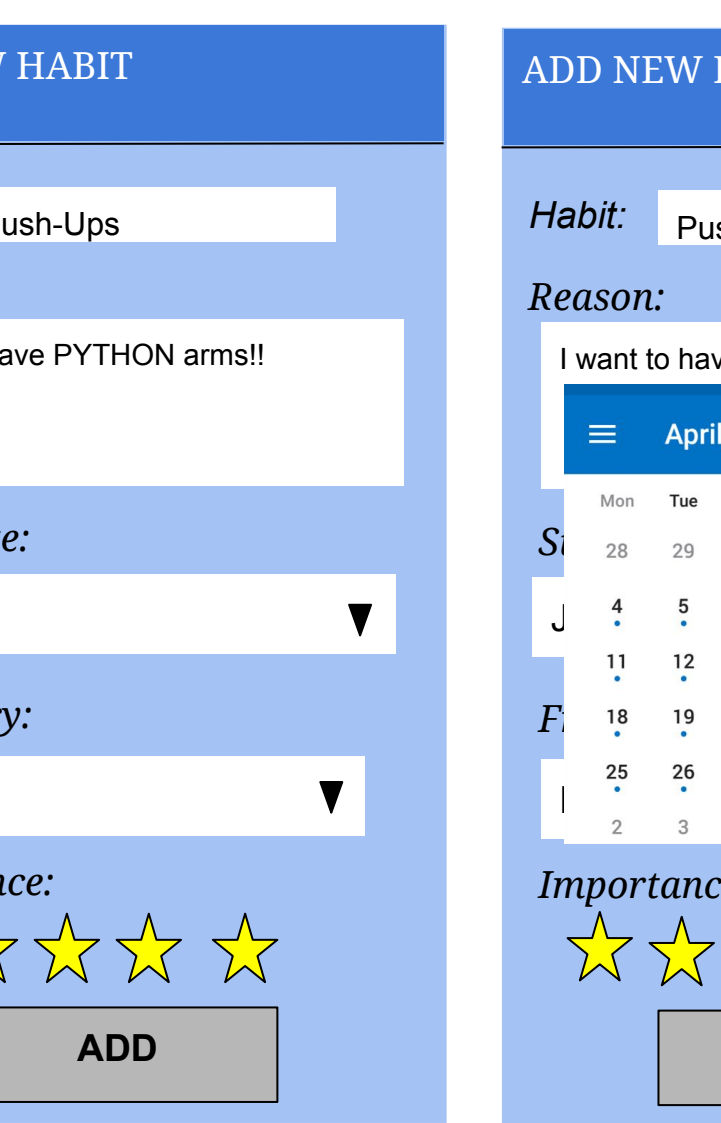 HABIT
ush-Ups
ave PYTHON arms!!
e:
ry:
nce:
ADD
ADD NEW
Habit:
Pus
Reason:
I want to hav
April
Mon Tue
28 29
4 5
11 12
18 19
25 26
2 3
J
Importanc